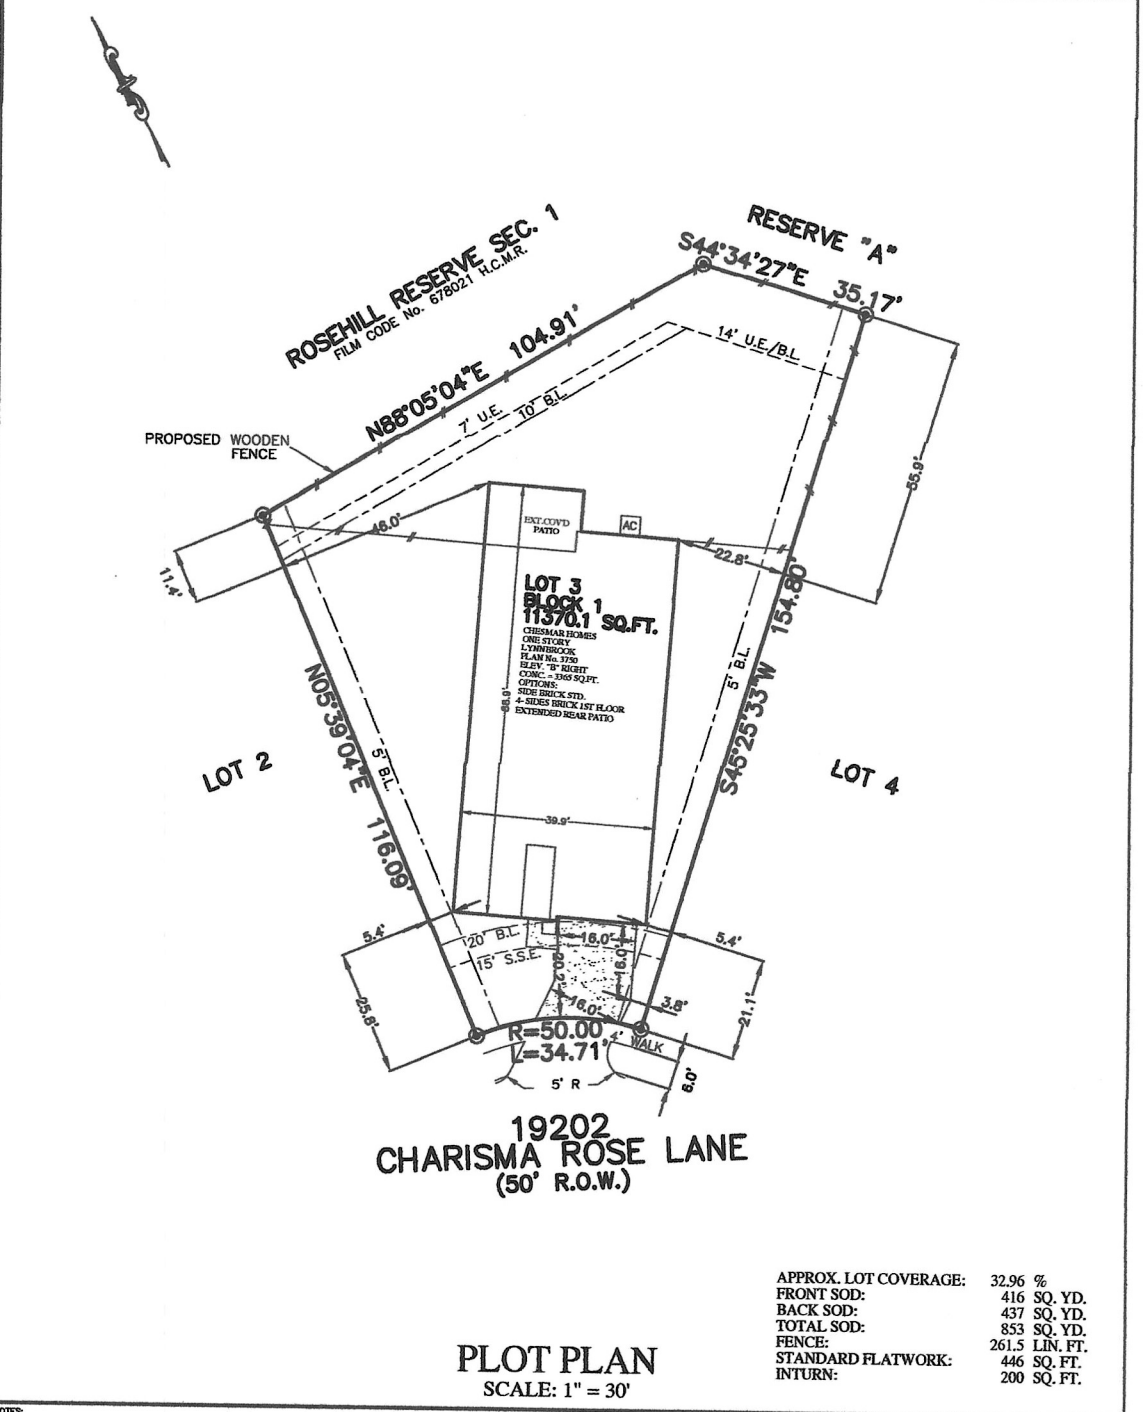 RESERVE "A"
S44°34'27"E 35.17'
ROSEHILL RESERVE SEC. 1
FILM CODE No. 678021 H.C.M.R.
N88°05'04"E 104.91'
14' U.E./B.L.
7' U.E.
10' B.L.
PROPOSED WOODEN
FENCE
55.9'
46.0'
EXT. COV'D
PATIO
AC
22.8'
11.4'
LOT 3
BLOCK 1
11370.1 SQ.FT.
CHESMAR HOMES
ONE STORY
LYNNBROOK
PLAN No. 3750
ELEV. "B" RIGHT
CONC. = 3365 SQ.FT.
OPTIONS:
SIDE BRICK STD.
4- SIDES BRICK 1ST FLOOR
EXTENDED REAR PATIO
S45°25'33"W 154.80'
5' B.L.
N05°39'04"E 116.09'
5' B.L.
LOT 2
LOT 4
39.9'
5.4'
20' B.L.
15' S.S.E.
16.0'
16.0'
20.2'
16.0'
5.4'
25.8'
3.8'
21.1'
R=50.00'
L=34.71'
4'
WALK
5' R
6.0'
19202
CHARISMA ROSE LANE
(50' R.O.W.)
APPROX. LOT COVERAGE: 32.96 %
FRONT SOD: 416 SQ. YD.
BACK SOD: 437 SQ. YD.
TOTAL SOD: 853 SQ. YD.
FENCE: 261.5 LIN. FT.
STANDARD FLATWORK: 446 SQ. FT.
INTURN: 200 SQ. FT.
PLOT PLAN
SCALE: 1" = 30'